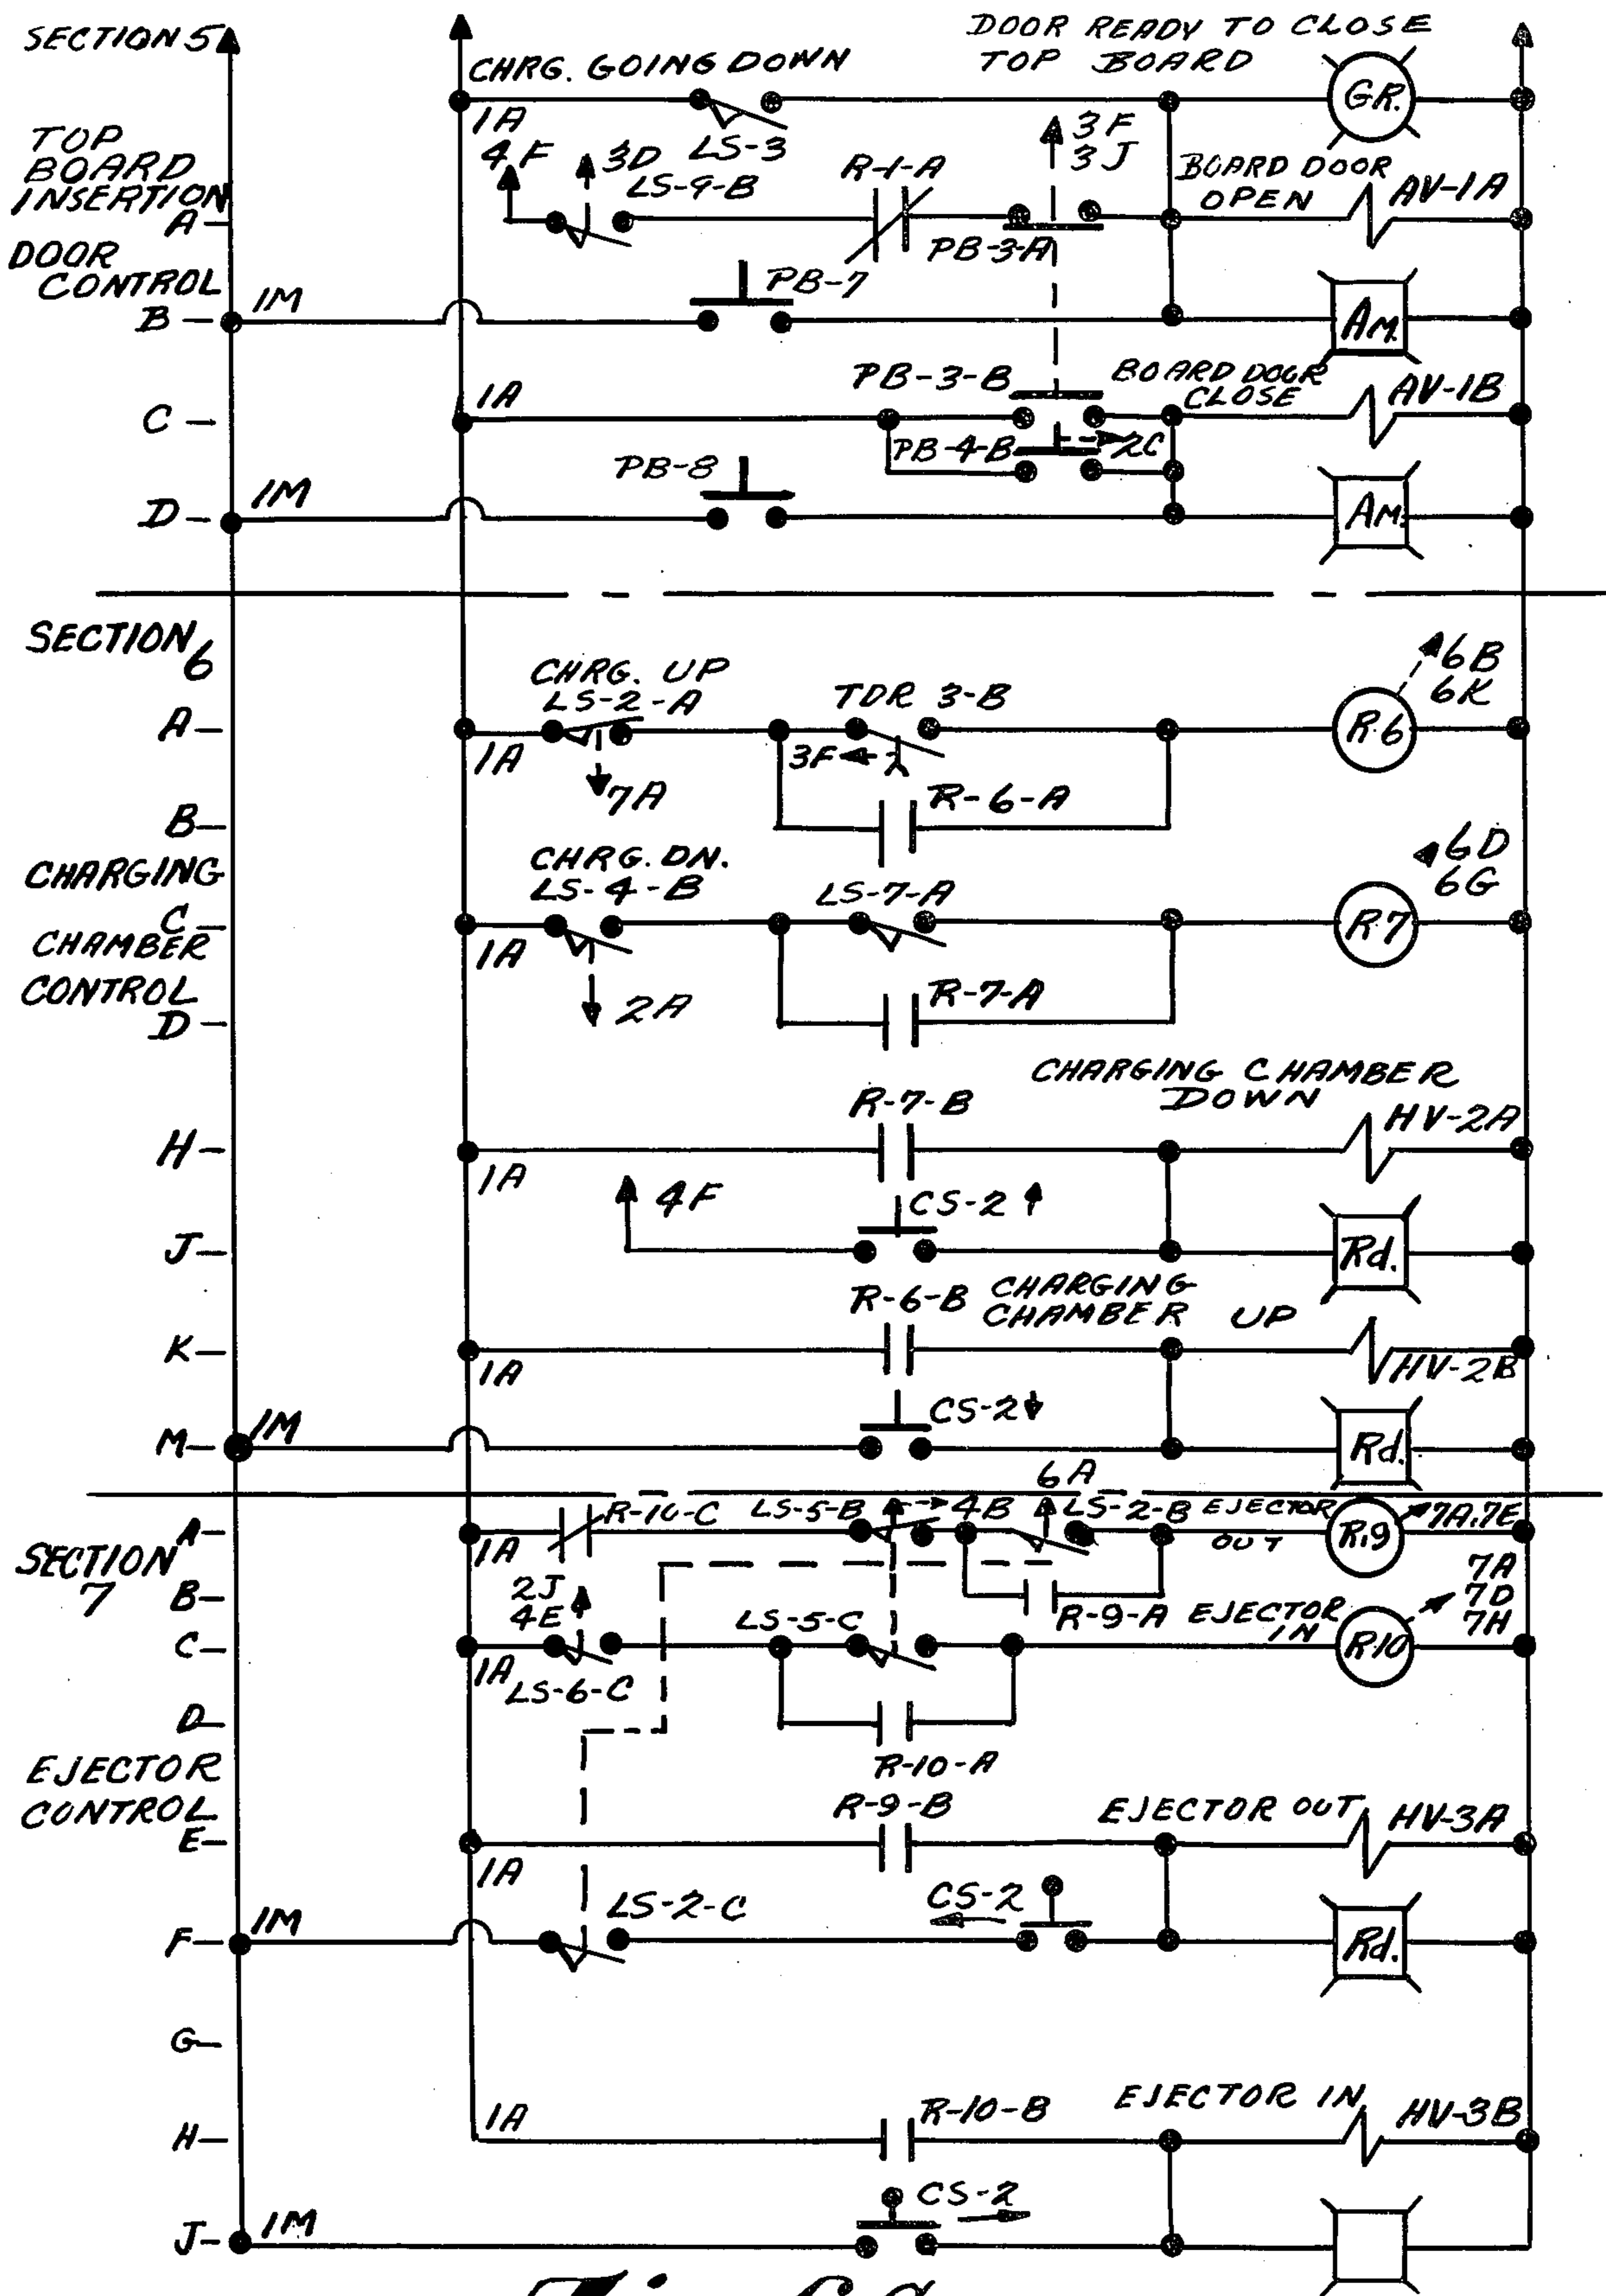 SECTION 5
DOOR READY TO CLOSE
TOP BOARD
CHRG. GOING DOWN
GR.
1A
LS-3
TOP
BOARD
INSERTION
A-
DOOR
CONTROL
4F
3D
LS-9-B
R-1-A
3F
3J
PB-3-A
BOARD DOOR
OPEN
AV-1A
B-
1M
PB-7
Am.
C-
1A
PB-3-B
BOARD DOOR
CLOSE
AV-1B
PB-4-B
2C
D-
1M
PB-8
Am.
SECTION
6
A-
1A
CHRG. UP
LS-2-A
7A
TDR 3-B
3F
R6
6B
6K
B-
R-6-A
CHARGING
CHAMBER
CONTROL
C-
1A
CHRG. DN.
LS-4-B
2A
LS-7-A
R7
6D
6G
D-
R-7-A
CHARGING CHAMBER
DOWN
H-
1A
R-7-B
HV-2A
J-
4F
CS-2
Rd.
K-
1A
R-6-B
CHARGING
CHAMBER UP
HV-2B
M-
1M
CS-2
Rd.
SECTION
7
A-
1A
R-10-C
LS-5-B
4B
6A
LS-2-B
EJECTOR
OUT
R.9
7A.7E
B-
R-9-A
C-
1A
2J
4E
LS-6-C
LS-5-C
EJECTOR
IN
R10
7A
7D
7H
D-
R-10-A
EJECTOR
CONTROL
E-
1A
R-9-B
EJECTOR OUT
HV-3A
F-
1M
LS-2-C
CS-2
Rd.
G-
H-
1A
R-10-B
EJECTOR IN
HV-3B
J-
1M
CS-2